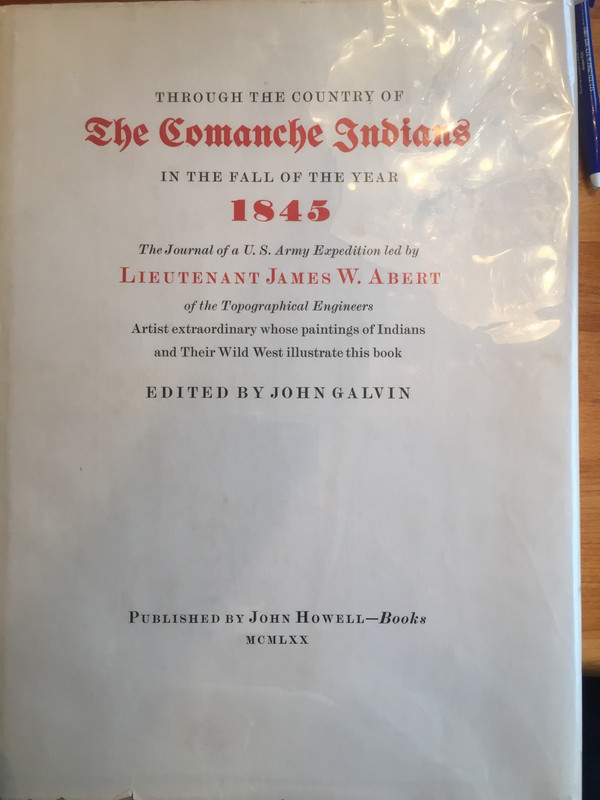 THROUGH THE COUNTRY OF
The Comanche Indians
IN THE FALL OF THE YEAR
1845
The Journal of a U. S. Army Expedition led by
LIEUTENANT JAMES W. ABERT
of the Topographical Engineers
Artist extraordinary whose paintings of Indians
and Their Wild West illustrate this book
EDITED BY JOHN GALVIN
PUBLISHED BY JOHN HOWELL—Books
MCMLXX